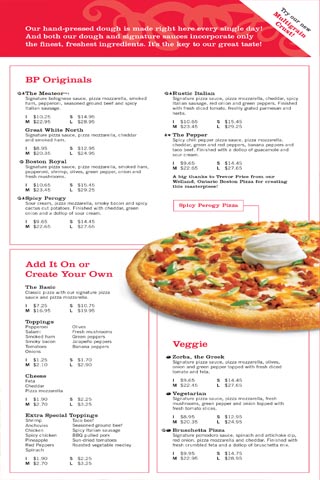 Our hand-pressed dough is made right here every single day!
And both our dough and signature sauces incorporate only
the finest, freshest ingredients. It's the key to our great taste!
Try our new
Multigrain
Crust!
BP Originals
The Meateor
Signature bolognese sauce, pizza mozzarella, smoked
ham, pepperoni, seasoned ground beef and spicy
Italian sausage.
I $10.25 S $14.95
M $22.95 L $28.95
Great White North
Signature pizza sauce, pizza mozzarella, cheddar
and smoked ham.
I $8.95 S $12.95
M $20.35 L $24.95
Boston Royal
Signature pizza sauce, pizza mozzarella, smoked ham,
pepperoni, shrimp, olives, green pepper, onion and
fresh mushrooms.
I $10.65 S $15.45
M $23.45 L $29.25
Spicy Perogy
Sour cream, pizza mozzarella, smoky bacon and spicy
cactus cut potatoes. Finished with cheddar, green
onion and a dollop of sour cream.
I $9.65 S $14.45
M $22.65 L $27.65
Rustic Italian
Signature pizza sauce, pizza mozzarella, cheddar, spicy
Italian sausage, red onion and green peppers. Finished
with fresh diced tomato, freshly grated parmesan and
herbs.
I $10.65 S $15.45
M $23.45 L $29.25
The Pepper
Spicy chili pepper pizza sauce, pizza mozzarella,
cheddar, green and red peppers, banana peppers and
taco beef. Finished with a dollop of guacamole and
sour cream.
I $9.65 S $14.45
M $22.65 L $27.65
A big thanks to Trevor Price from our
Welland, Ontario Boston Pizza for creating
this masterpiece!
Spicy Perogy Pizza
Add It On or
Create Your Own
The Basic
Classic pizza with our signature pizza
sauce and pizza mozzarella.
I $7.25 S $10.75
M $16.95 L $19.95
Toppings
Pepperoni Olives
Salami Fresh mushrooms
Smoked ham Green peppers
Smoky bacon Jalapeño peppers
Tomatoes Banana peppers
Onions
I $1.25 S $1.70
M $2.10 L $2.50
Cheese
Feta
Cheddar
Pizza mozzarella
I $1.90 S $2.25
M $2.70 L $3.25
Extra Special Toppings
Shrimp Taco beef
Anchovies Seasoned ground beef
Chicken Spicy Italian sausage
Spicy chicken BBQ pulled pork
Pineapple Sun-dried tomatoes
Red Peppers Roasted vegetable medley
Spinach
I $1.90 S $2.25
M $2.70 L $3.25
Veggie
Zorba, the Greek
Signature pizza sauce, pizza mozzarella, olives,
onion and green pepper topped with fresh diced
tomato and feta.
I $9.65 S $14.45
M $22.45 L $27.65
Vegetarian
Signature pizza sauce, pizza mozzarella, fresh
mushrooms, green pepper and onion topped with
fresh tomato slices.
I $8.95 S $12.95
M $20.35 L $24.95
Bruschetta Pizza
Signature pomodoro sauce, spinach and artichoke dip,
red onion, pizza mozzarella and cheddar. Finished with
fresh crumbled feta and a dollop of bruschetta mix.
I $9.95 S $14.75
M $22.95 L $28.95